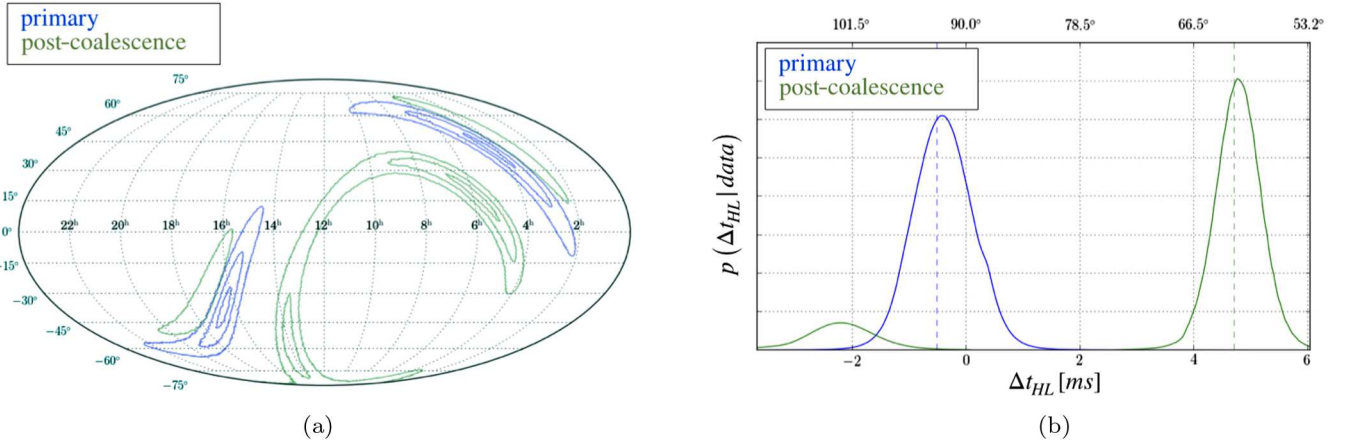 primary
post-coalescence
75°
60°
45°
30°
15°
0°
-15°
-30°
-45°
-60°
-75°
22h 20h 18h 16h 14h 12h 10h 8h 6h 4h 2h
(a)
101.5° 90.0° 78.5° 66.5° 53.2°
primary
post-coalescence
p (Δt_HL|data)
−2 0 2 4 6
Δt_HL [ms]
(b)